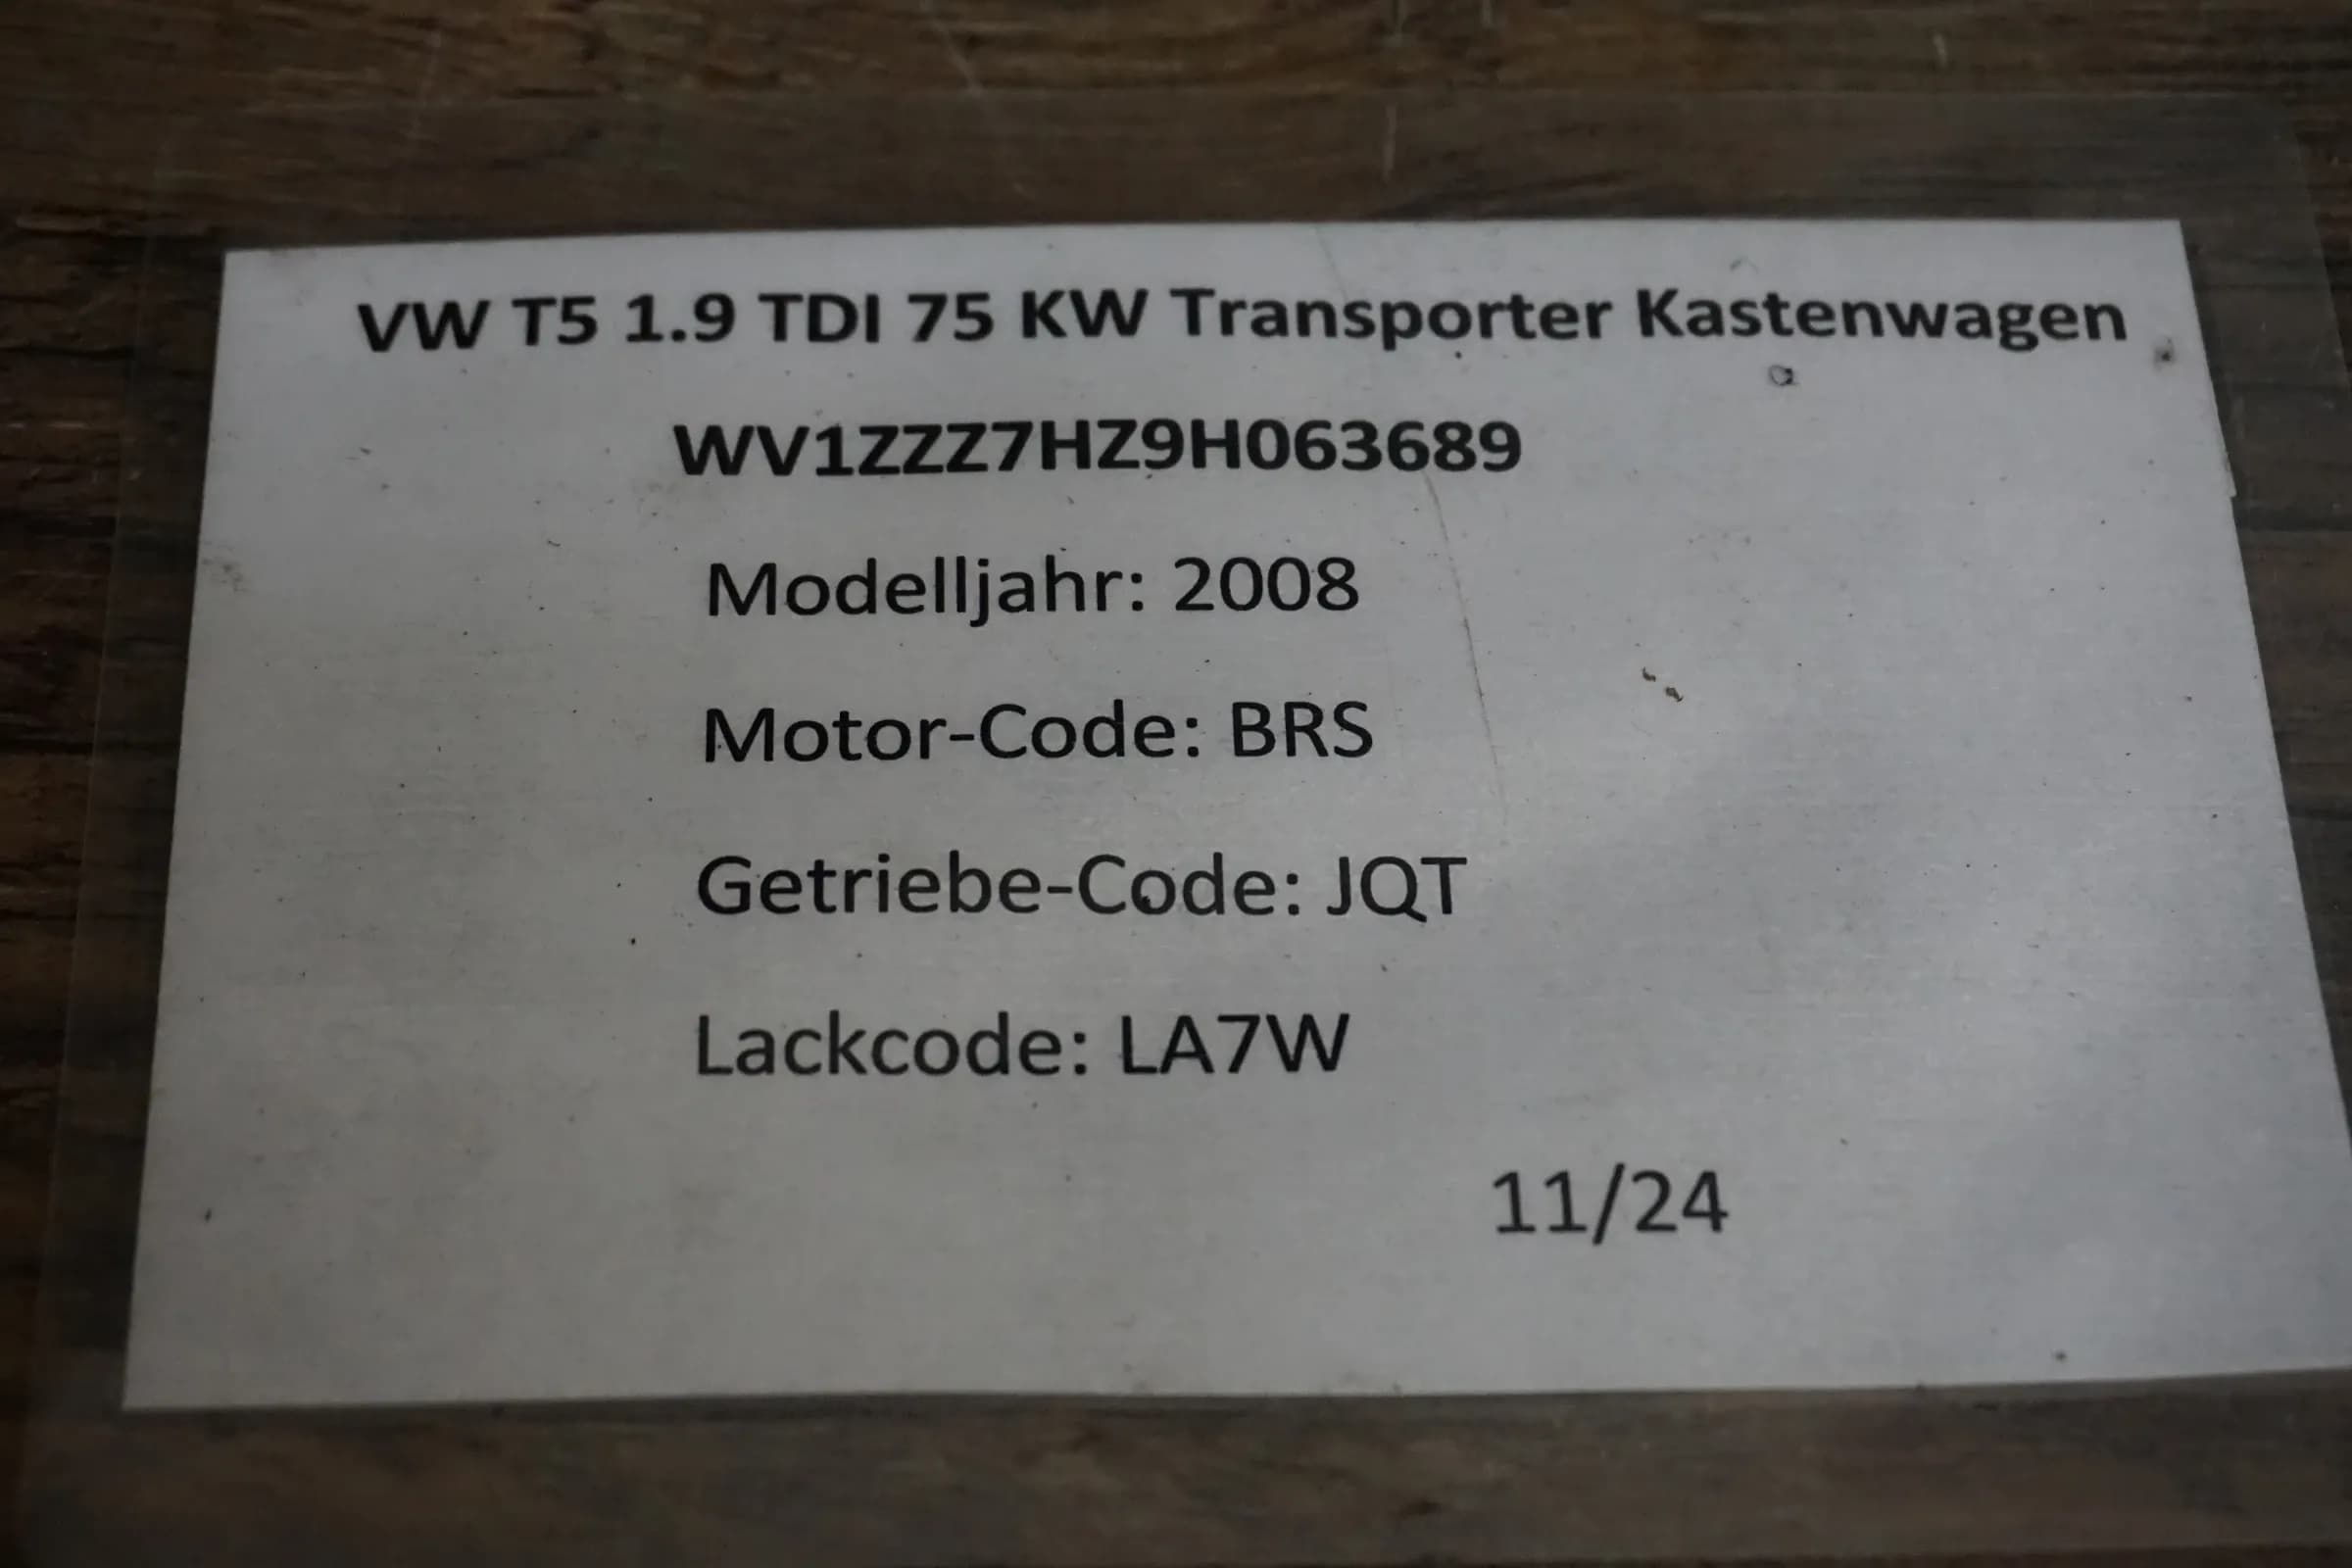 VW T5 1.9 TDI 75 KW Transporter Kastenwagen
WV1ZZZ7HZ9H063689
Modelljahr: 2008
Motor-Code: BRS
Getriebe-Code: JQT
Lackcode: LA7W
11/24